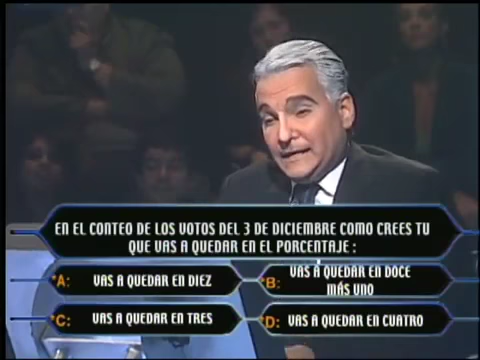 EN EL CONTEO DE LOS VOTOS DEL 3 DE DICIEMBRE COMO CREES TU
QUE VAS A QUEDAR EN EL PORCENTAJE :
*A: VAS A QUEDAR EN DIEZ
*B: VAS A QUEDAR EN DOCE
MÁS UNO
*C: VAS A QUEDAR EN TRES
*D: VAS A QUEDAR EN CUATRO